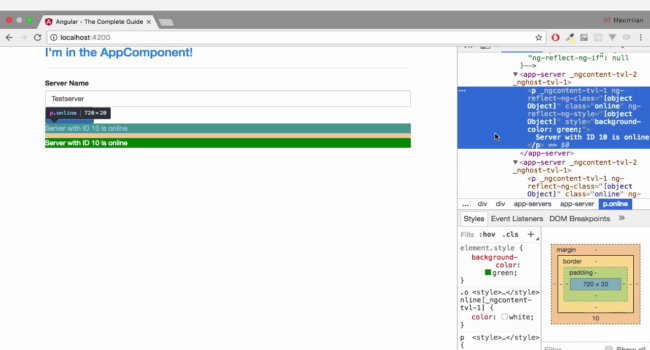 Angular - The Complete Guide
Maximilian
localhost:4200
I'm in the AppComponent!
Server Name
Testserver
p.online | 720 × 20
Server with ID 10 is online
Server with ID 10 is online
"ng-reflect-ng-if": null
}-->
▼<app-server _ngcontent-tvl-2
_nghost-tvl-1>
<p _ngcontent-tvl-1 ng-
reflect-ng-class="[object
Object]" class="online" ng-
reflect-ng-style="[object
Object]" style="background-
color: green;">
Server with ID 10 is online
</p> == $0
</app-server>
▼<app-server _ngcontent-tvl-2
_nghost-tvl-1>
<p _ngcontent-tvl-1 ng-
reflect-ng-class="[object
Object]" class="online" ng-
... div div app-servers app-server p.online
Styles Event Listeners DOM Breakpoints »
Filte :hov .cls +
element.style {
background-
color:
green;
}
.o <style>…</style>
nline[_ngcontent
-tvl-1] {
color: white;
}
p <style>…</style>
{
margin -
border -
padding -
720 × 20
10
Filter Show all